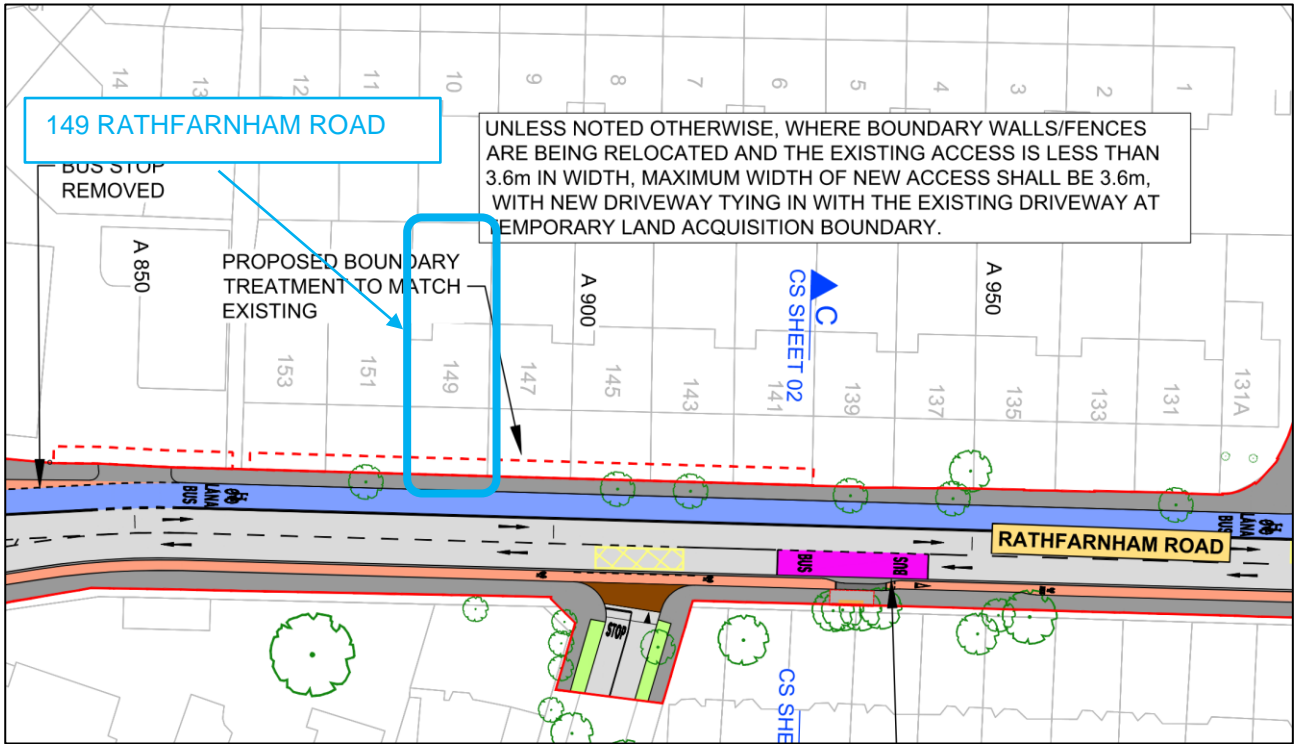 14
13
12
11
10
9
8
7
6
5
4
3
2
1
149 RATHFARNHAM ROAD
BUS STOP
REMOVED
UNLESS NOTED OTHERWISE, WHERE BOUNDARY WALLS/FENCES
ARE BEING RELOCATED AND THE EXISTING ACCESS IS LESS THAN
3.6m IN WIDTH, MAXIMUM WIDTH OF NEW ACCESS SHALL BE 3.6m,
WITH NEW DRIVEWAY TYING IN WITH THE EXISTING DRIVEWAY AT
TEMPORARY LAND ACQUISITION BOUNDARY.
A 850
PROPOSED BOUNDARY
TREATMENT TO MATCH
EXISTING
A 900
C
CS SHEET 02
A 950
153
151
149
147
145
143
141
139
137
135
133
131
131A
LANA
BUS
LANA
BUS
RATHFARNHAM ROAD
BUS
BUS
STOP
CS SHE